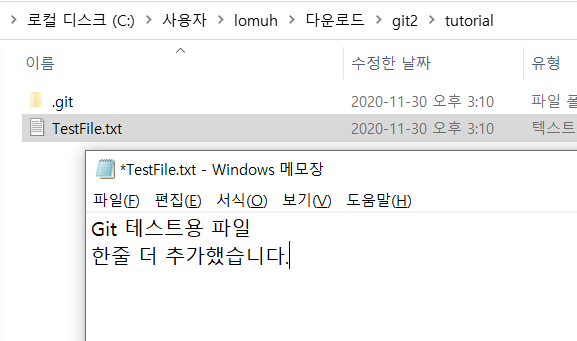 로컬 디스크 (C:) > 사용자 > lomuh > 다운로드 > git2 > tutorial
이름 수정한 날짜 유형
.git 2020-11-30 오후 3:10 파일 폴
TestFile.txt 2020-11-30 오후 3:10 텍스트
*TestFile.txt - Windows 메모장
파일(F) 편집(E) 서식(O) 보기(V) 도움말(H)
Git 테스트용 파일
한줄 더 추가했습니다.